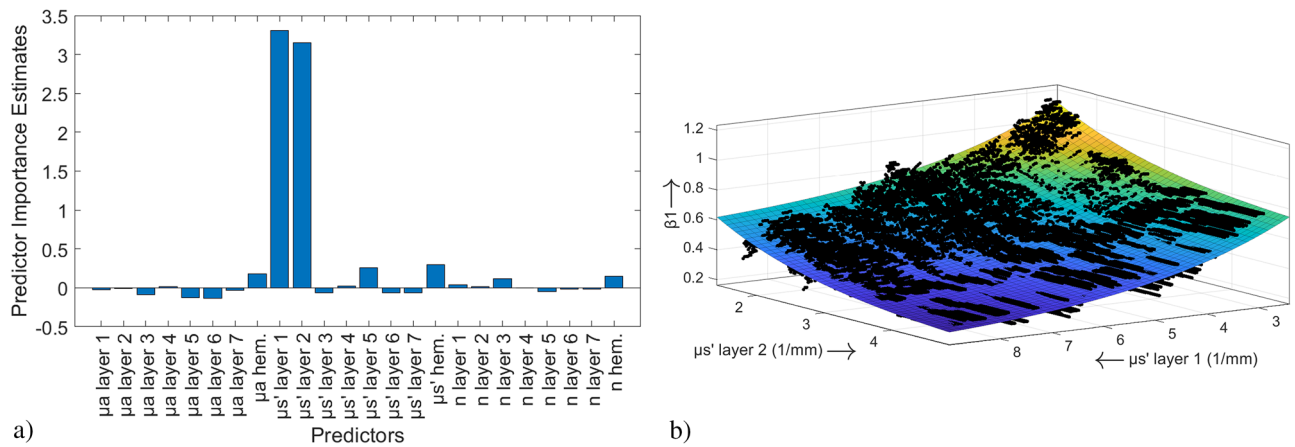 3.5
3
2.5
2
1.5
1
0.5
0
-0.5
Predictor Importance Estimates
µa layer 1
µa layer 2
µa layer 3
µa layer 4
µa layer 5
µa layer 6
µa layer 7
µa hem.
µs' layer 1
µs' layer 2
µs' layer 3
µs' layer 4
µs' layer 5
µs' layer 6
µs' layer 7
µs' hem.
n layer 1
n layer 2
n layer 3
n layer 4
n layer 5
n layer 6
n layer 7
n hem.
Predictors
a)
1.2
1
0.8
0.6
0.4
0.2
β1 →
2
3
4
µs' layer 2 (1/mm) →
8
7
6
5
4
3
← µs' layer 1 (1/mm)
b)